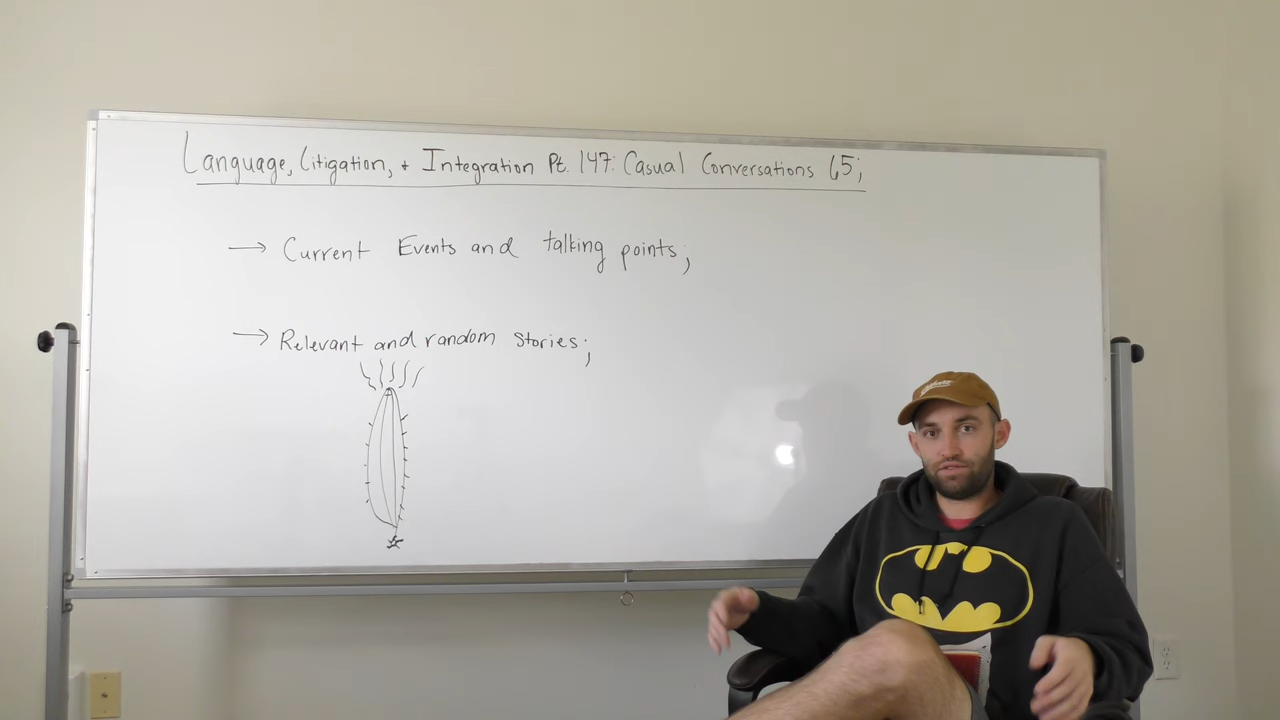 Language, Litigation, + Integration Pt. 147: Casual Conversations 65;
→ Current Events and talking points;
→ Relevant and random stories;